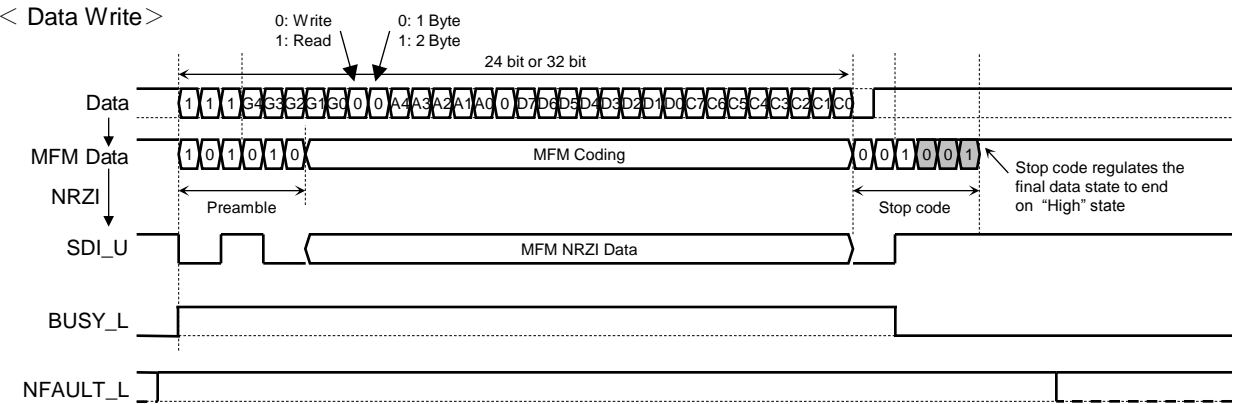 ＜ Data Write＞
0: Write
1: Read
0: 1 Byte
1: 2 Byte
24 bit or 32 bit
Data
1 1 1 G4 G3 G2 G1 G0 0 0 A4 A3 A2 A1 A0 0 D7 D6 D5 D4 D3 D2 D1 D0 C7 C6 C5 C4 C3 C2 C1 C0
MFM Data
1 0 1 0 1 0
MFM Coding
0 0 1 0 0 1
Stop code regulates the
final data state to end
on “High” state
NRZI
Preamble
Stop code
SDI_U
MFM NRZI Data
BUSY_L
NFAULT_L